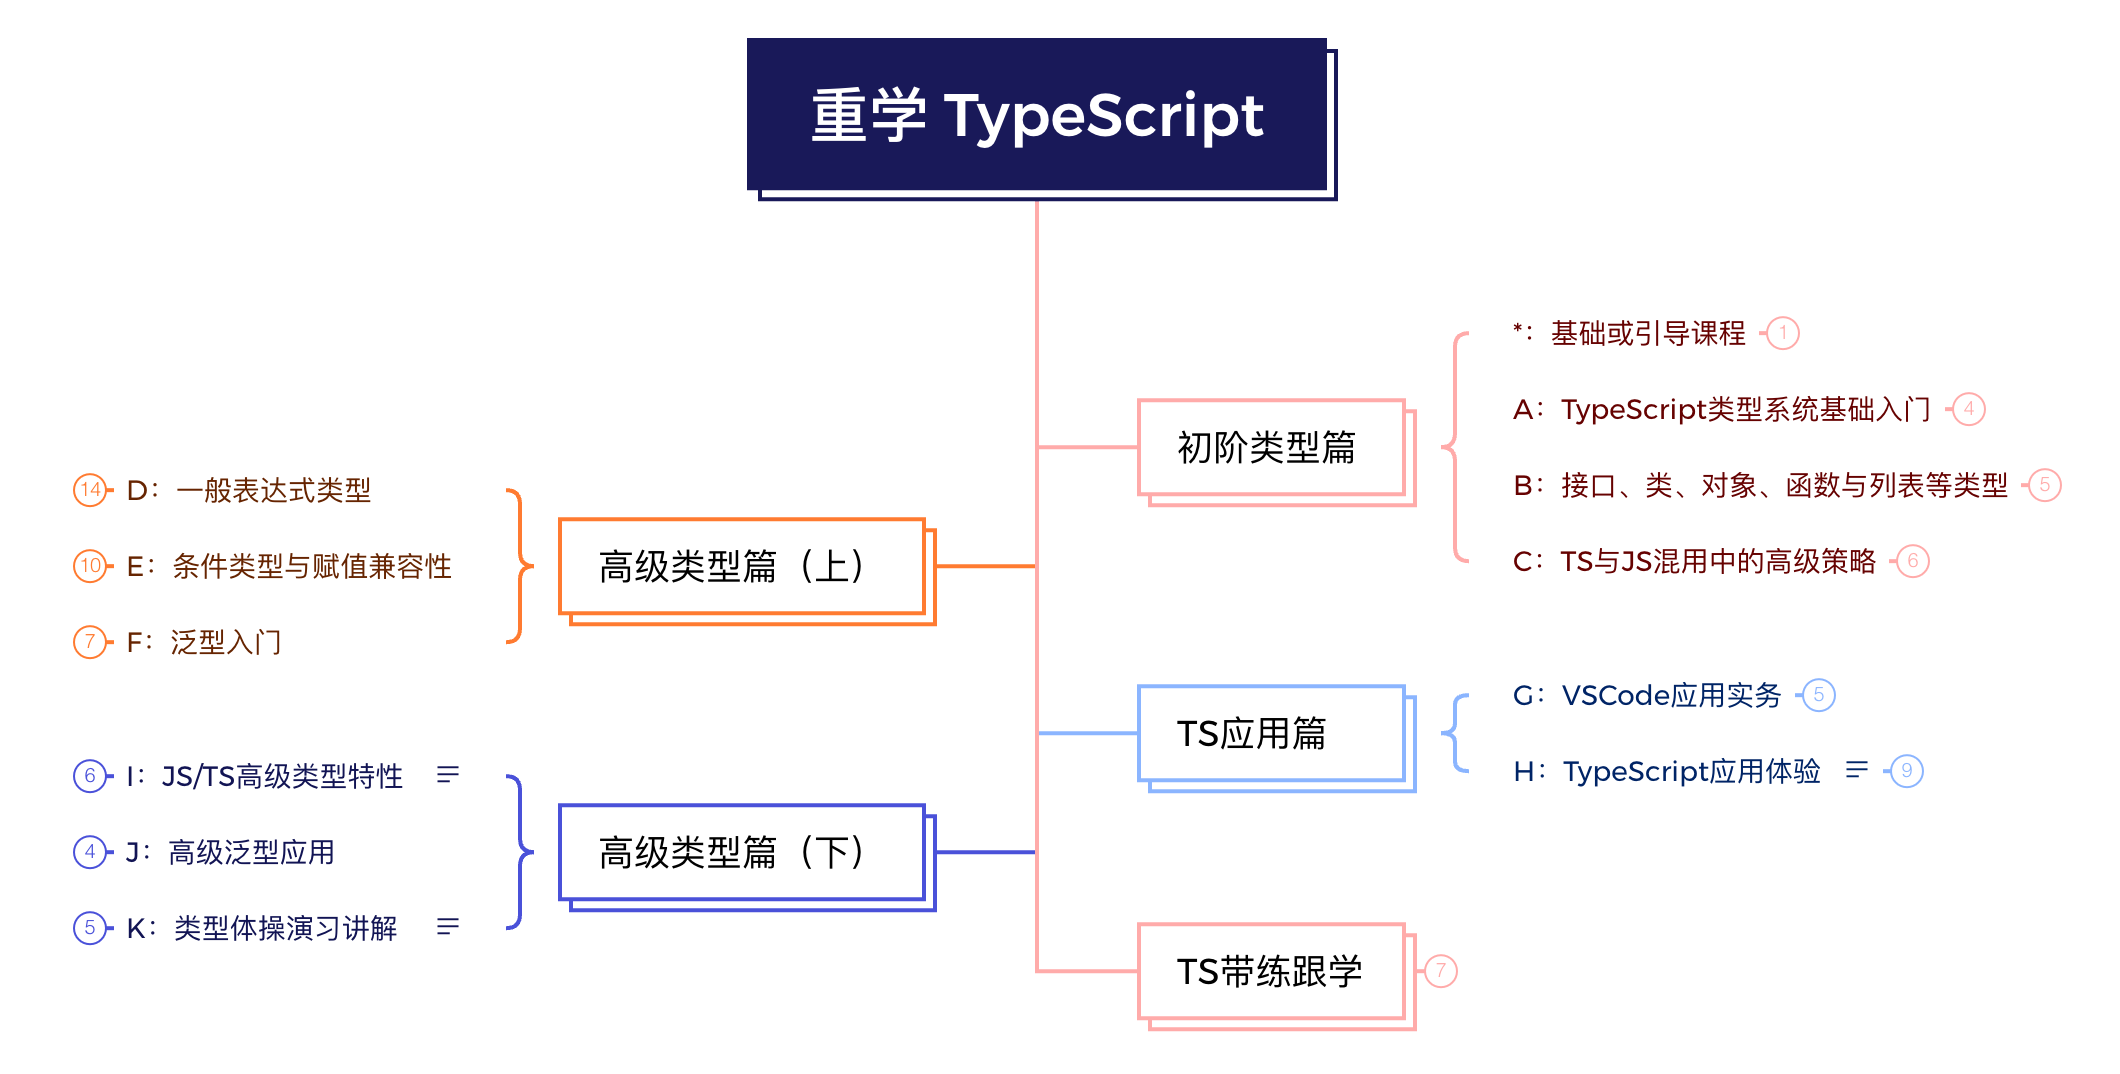 重学 TypeScript
初阶类型篇
*：基础或引导课程 1
A：TypeScript类型系统基础入门 4
B：接口、类、对象、函数与列表等类型 5
C：TS与JS混用中的高级策略 6
高级类型篇（上）
14 D：一般表达式类型
10 E：条件类型与赋值兼容性
7 F：泛型入门
TS应用篇
G：VSCode应用实务 5
H：TypeScript应用体验 9
高级类型篇（下）
6 I：JS/TS高级类型特性
4 J：高级泛型应用
5 K：类型体操演习讲解
TS带练跟学 7